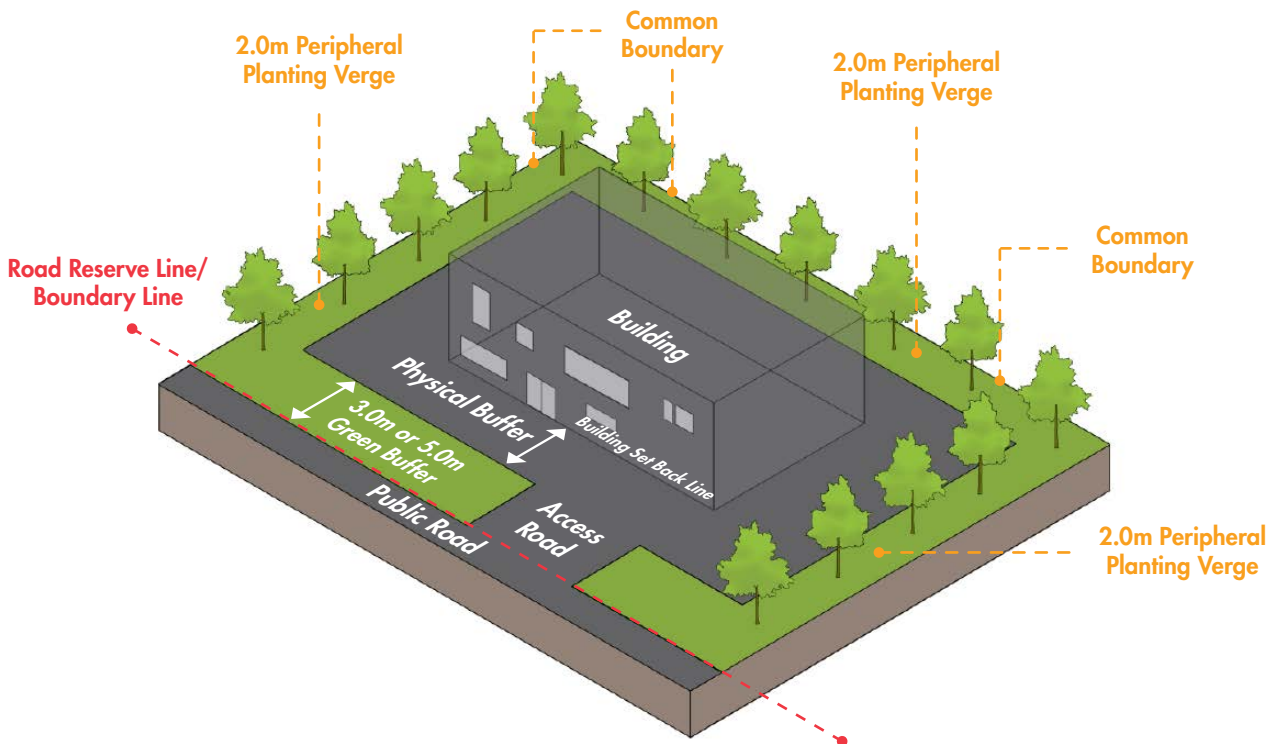 Common
Boundary
2.0m Peripheral
Planting Verge
2.0m Peripheral
Planting Verge
Common
Boundary
Road Reserve Line/
Boundary Line
Building
Physical Buffer
Building Set Back Line
3.0m or 5.0m
Green Buffer
Public Road
Access
Road
2.0m Peripheral
Planting Verge